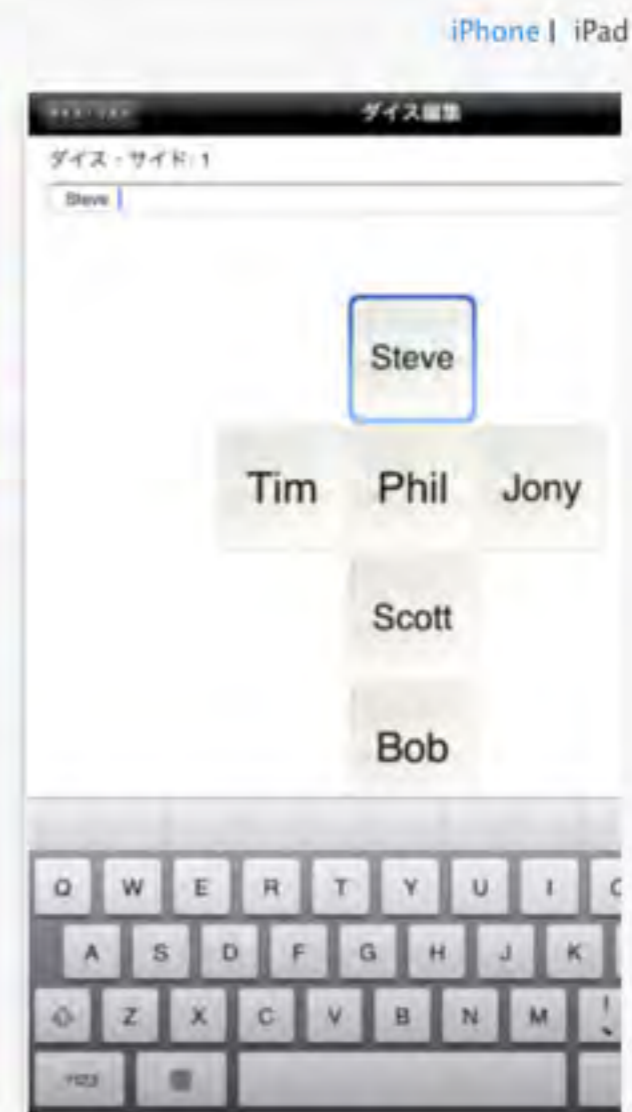 iPhone | iPad
ダイス編集
ダイス・サイド: 1
Steve
Steve
Tim Phil Jony
Scott
Bob
Q W E R T Y U I
A S D F G H J K
Z X C V B N M !
.?123